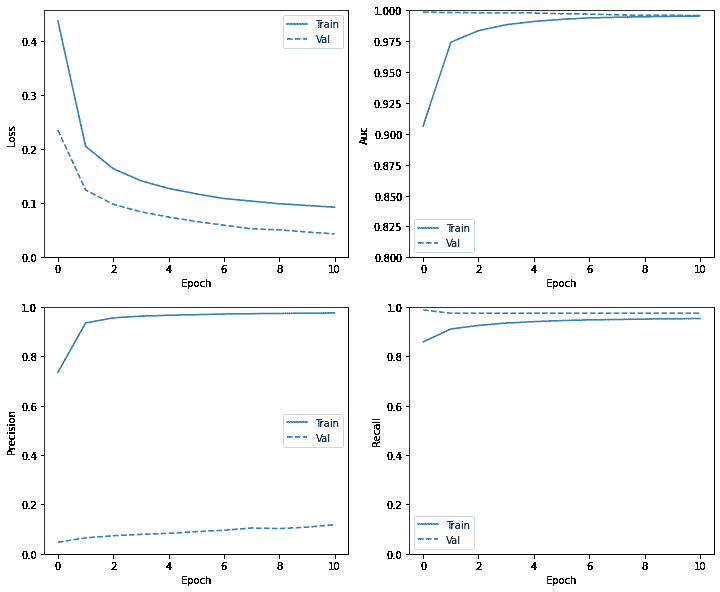 Loss
0.4
0.3
0.2
0.1
0.0
0 2 4 6 8 10
Epoch
Train
Val
Auc
1.000
0.975
0.950
0.925
0.900
0.875
0.850
0.825
0.800
0 2 4 6 8 10
Epoch
Train
Val
Precision
1.0
0.8
0.6
0.4
0.2
0.0
0 2 4 6 8 10
Epoch
Train
Val
Recall
1.0
0.8
0.6
0.4
0.2
0.0
0 2 4 6 8 10
Epoch
Train
Val